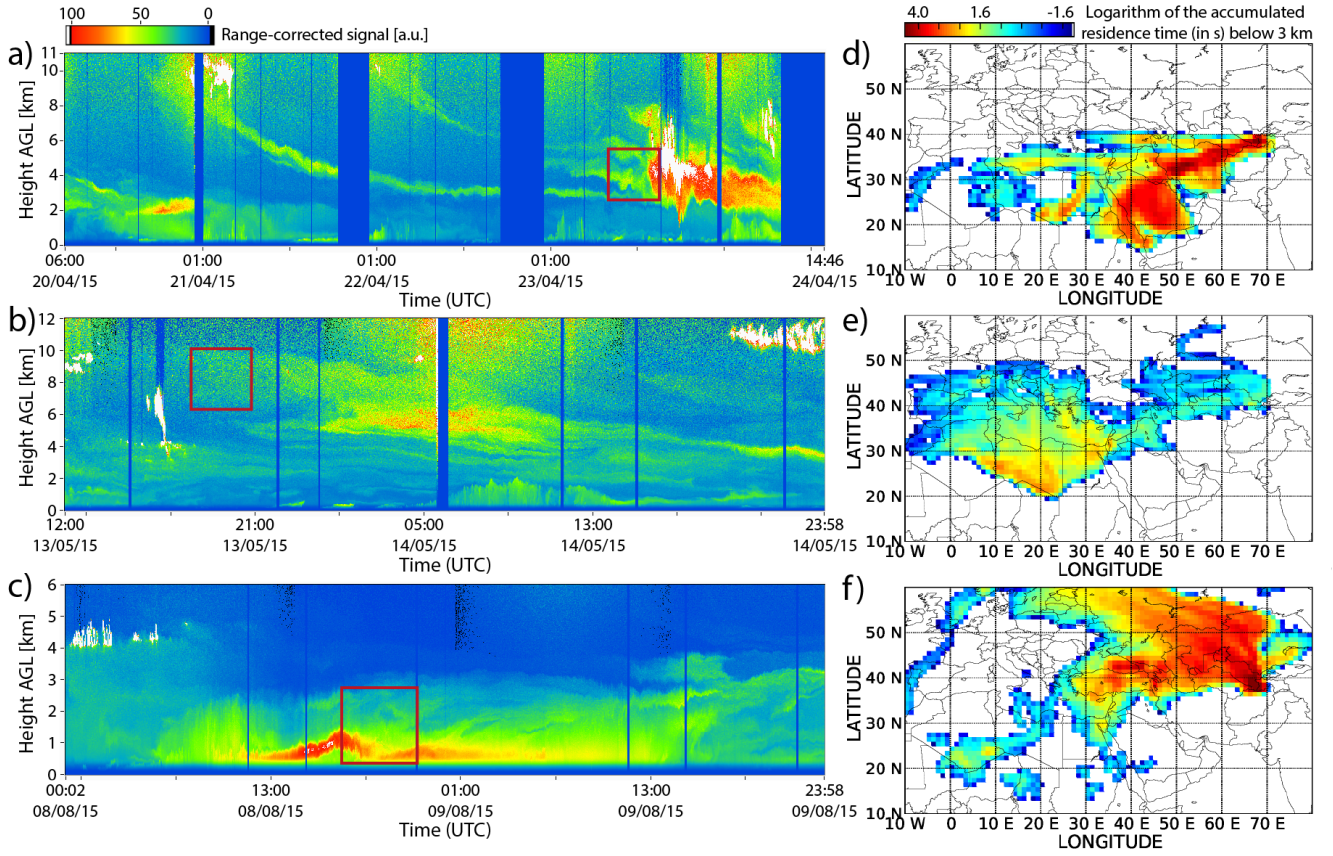 100 50 0
Range-corrected signal [a.u.]
4.0 1.6 -1.6
Logarithm of the accumulated
residence time (in s) below 3 km
a)
Height AGL [km]
11
10
8
6
4
2
0
06:00 01:00 01:00 01:00 14:46
20/04/15 21/04/15 22/04/15 23/04/15 24/04/15
Time (UTC)
d)
LATITUDE
50 N
40 N
30 N
20 N
10 N
10 W 0 10 E 20 E 30 E 40 E 50 E 60 E 70 E
LONGITUDE
b)
Height AGL [km]
12
10
8
6
4
2
0
12:00 21:00 05:00 13:00 23:58
13/05/15 13/05/15 14/05/15 14/05/15 14/05/15
Time (UTC)
e)
LATITUDE
50 N
40 N
30 N
20 N
10 N
10 W 0 10 E 20 E 30 E 40 E 50 E 60 E 70 E
LONGITUDE
c)
Height AGL [km]
6
5
4
3
2
1
0
00:02 13:00 01:00 13:00 23:58
08/08/15 08/08/15 09/08/15 09/08/15 09/08/15
Time (UTC)
f)
LATITUDE
50 N
40 N
30 N
20 N
10 N
10 W 0 10 E 20 E 30 E 40 E 50 E 60 E 70 E
LONGITUDE